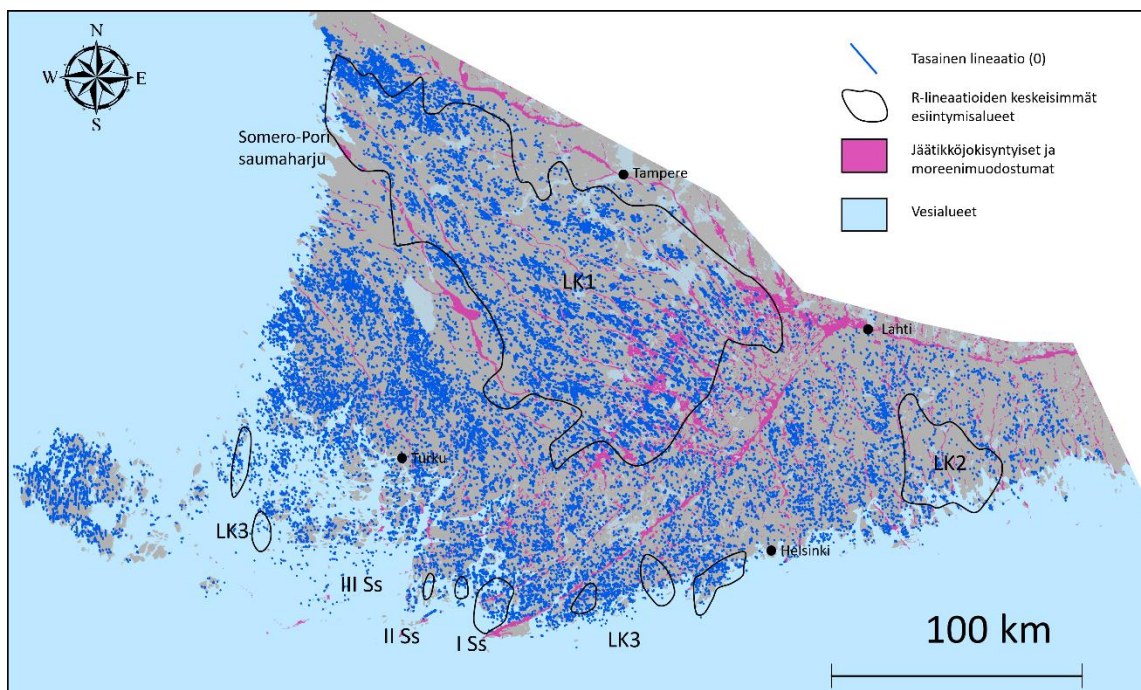 N
W E
S
Tasainen lineaatio (0)
R-lineaatioiden keskeisimmät
esiintymisalueet
Jäätikköjokisyntyiset ja
moreenimuodostumat
Vesialueet
Somero-Pori
saumaharju
Tampere
LK1
Lahti
Turku
LK2
LK3
Helsinki
III Ss
II Ss
I Ss
LK3
100 km